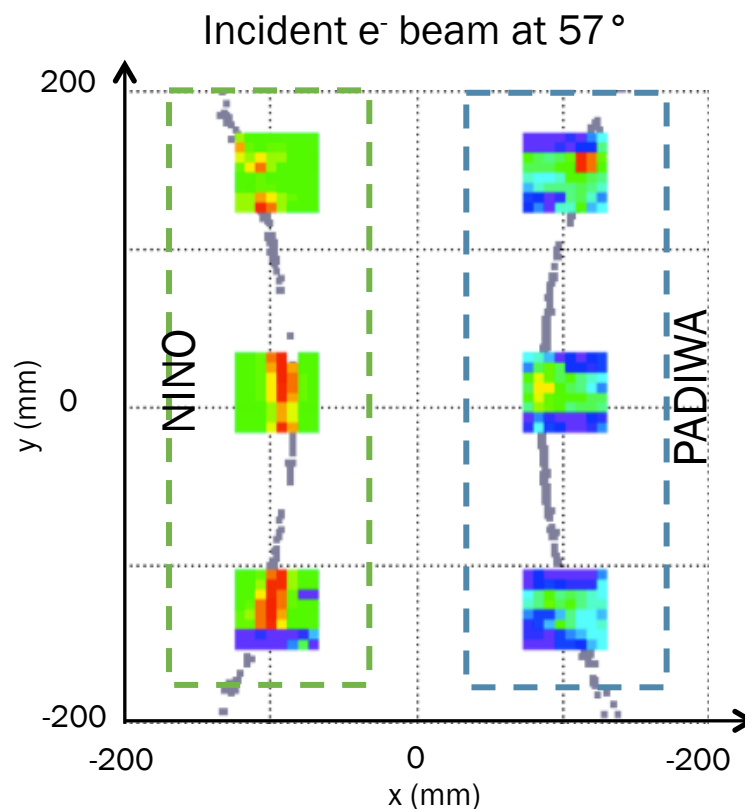 Incident e⁻ beam at 57°
200
0
-200
y (mm)
NINO
PADIWA
-200
0
-200
x (mm)